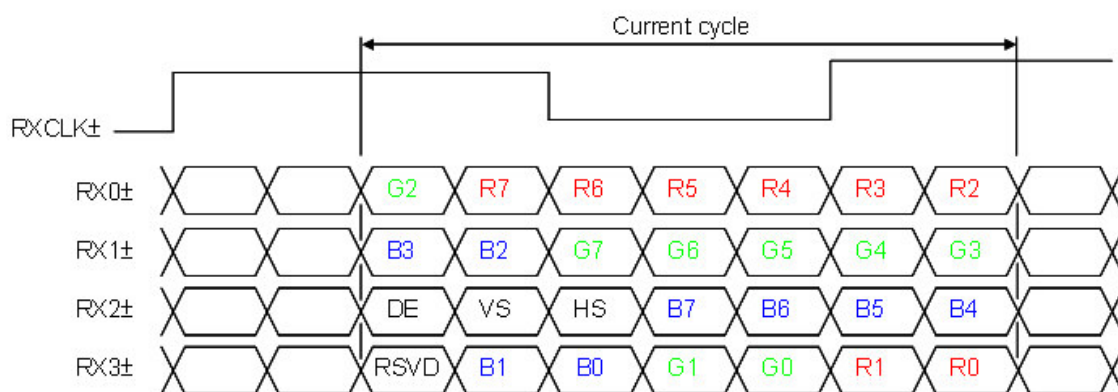 Current cycle
RXCLK±
RX0± G2 R7 R6 R5 R4 R3 R2
RX1± B3 B2 G7 G6 G5 G4 G3
RX2± DE VS HS B7 B6 B5 B4
RX3± RSVD B1 B0 G1 G0 R1 R0